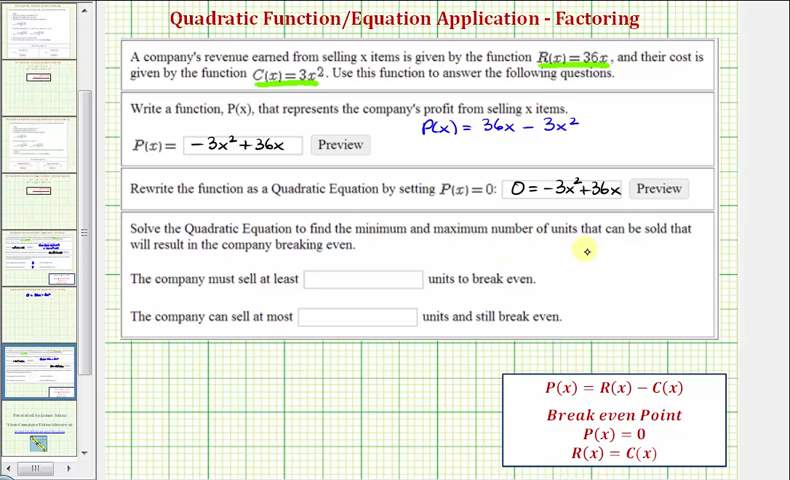 Quadratic Function/Equation Application - Factoring
A company's revenue earned from selling x items is given by the function R(x) = 36x, and their cost is
given by the function C(x) = 3x². Use this function to answer the following questions.
Write a function, P(x), that represents the company's profit from selling x items.
P(x) = 36x - 3x²
P(x) = -3x² + 36x Preview
Rewrite the function as a Quadratic Equation by setting P(x) = 0: 0 = -3x² + 36x Preview
Solve the Quadratic Equation to find the minimum and maximum number of units that can be sold that
will result in the company breaking even.
The company must sell at least units to break even.
The company can sell at most units and still break even.
P(x) = R(x) - C(x)
Break even Point
P(x) = 0
R(x) = C(x)